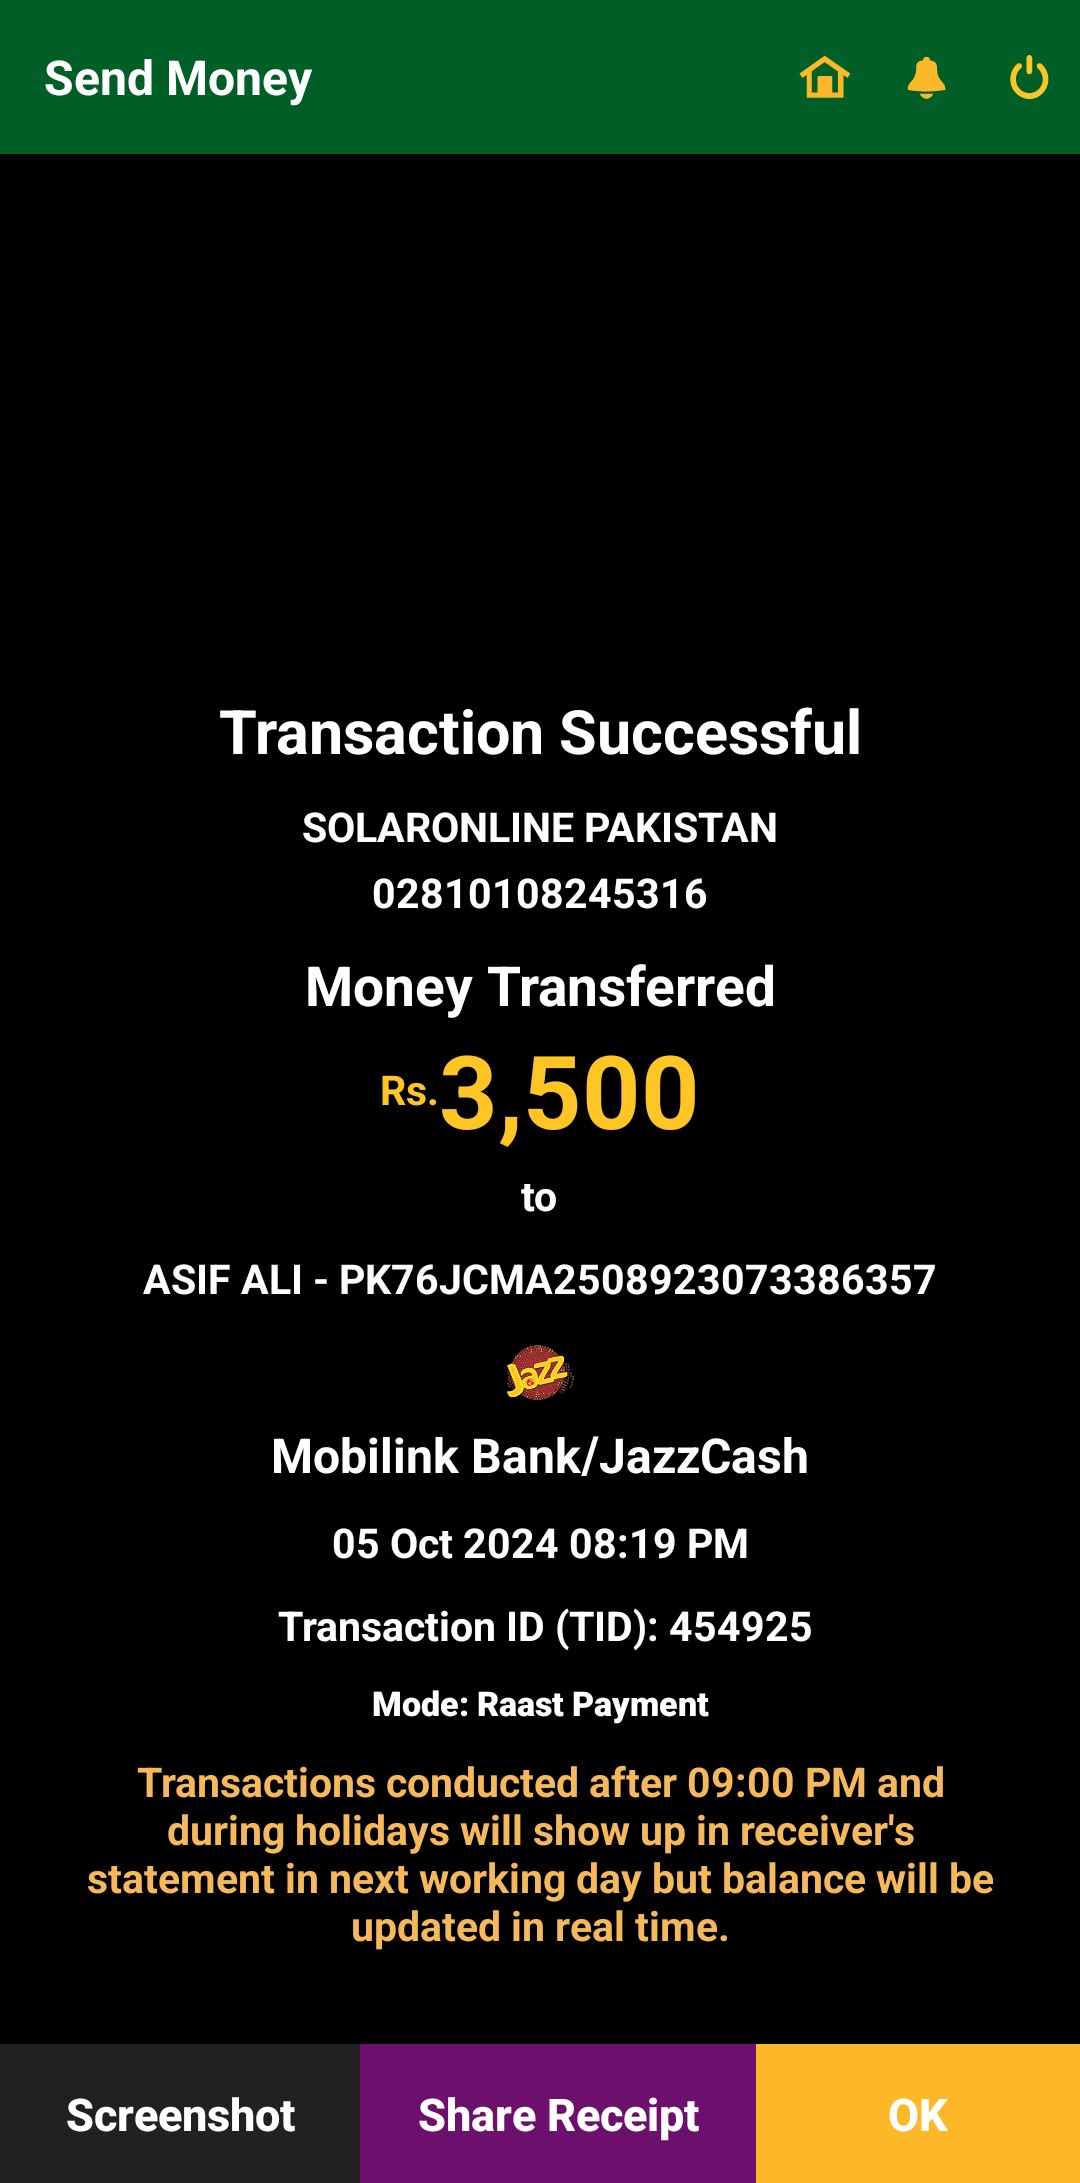 Send Money
Transaction Successful
SOLARONLINE PAKISTAN
02810108245316
Money Transferred
Rs.3,500
to
ASIF ALI - PK76JCMA2508923073386357
Jazz
Mobilink Bank/JazzCash
05 Oct 2024 08:19 PM
Transaction ID (TID): 454925
Mode: Raast Payment
Transactions conducted after 09:00 PM and
during holidays will show up in receiver's
statement in next working day but balance will be
updated in real time.
Screenshot
Share Receipt
OK